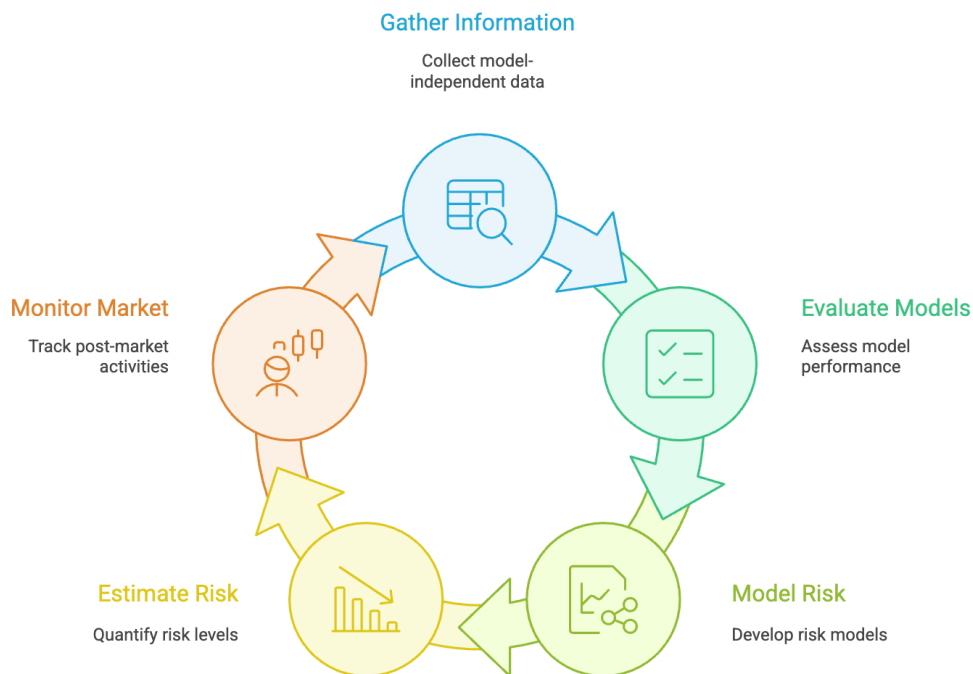 Gather Information
Collect model-
independent data
Monitor Market
Track post-market
activities
Evaluate Models
Assess model
performance
Estimate Risk
Quantify risk levels
Model Risk
Develop risk models